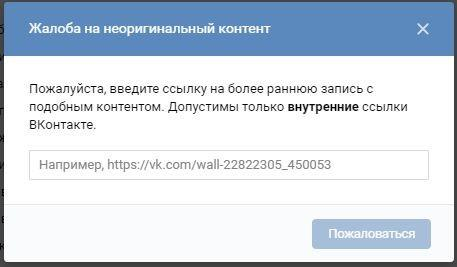 Жалоба на неоригинальный контент
Пожалуйста, введите ссылку на более раннюю запись с
подобным контентом. Допустимы только внутренние ссылки
ВКонтакте.
Например, https://vk.com/wall-22822305_450053
Пожаловаться